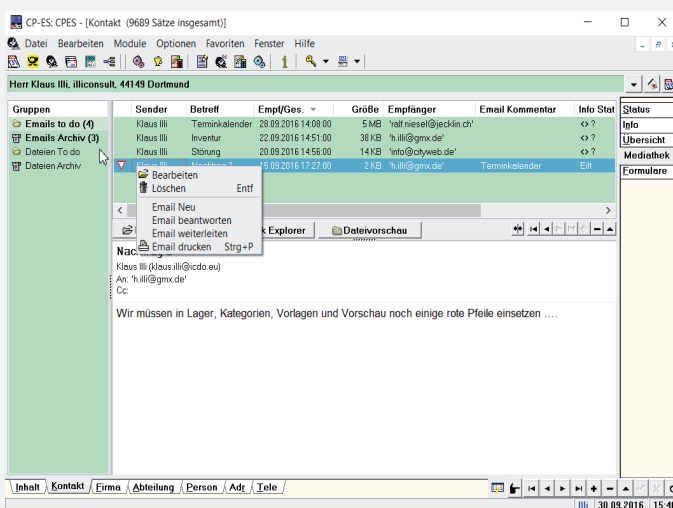 CP-ES: CPES - [Kontakt (9689 Sätze insgesamt)]
Datei Bearbeiten Module Optionen Favoriten Fenster Hilfe
Herr Klaus Illi, illiconsult, 44149 Dortmund
Gruppen
Emails to do (4)
Emails Archiv (3)
Dateien To do
Dateien Archiv
Sender Betreff Empf/Ges. Größe Empfänger Email Kommentar Info Stat
Klaus Illi Terminkalender 28.09.2016 14:08:00 5 MB 'ralf.niesel@jecklin.ch' <> ?
Klaus Illi Inventur 22.09.2016 14:51:00 38 KB 'h.illi@gmx.de' <> ?
Klaus Illi Störung 20.09.2016 14:56:00 14 KB 'info@cityweb.de' <> ?
15.09.2016 17:27:00 2 KB 'h.illi@gmx.de' Terminkalender Eilt
Bearbeiten
Löschen Entf
Email Neu
Email beantworten
Email weiterleiten
Email drucken Strg+P
Explorer Dateivorschau
Klaus Illi (klaus.illi@icdo.eu)
An: 'h.illi@gmx.de'
Cc:
Wir müssen in Lager, Kategorien, Vorlagen und Vorschau noch einige rote Pfeile einsetzen ....
Status
Info
Übersicht
Mediathek
Formulare
Inhalt Kontakt Firma Abteilung Person Adr Tele
Illi 30.09.2016 15:46